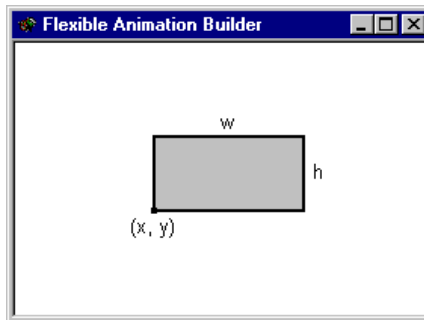 Flexible Animation Builder
w
h
(x, y)